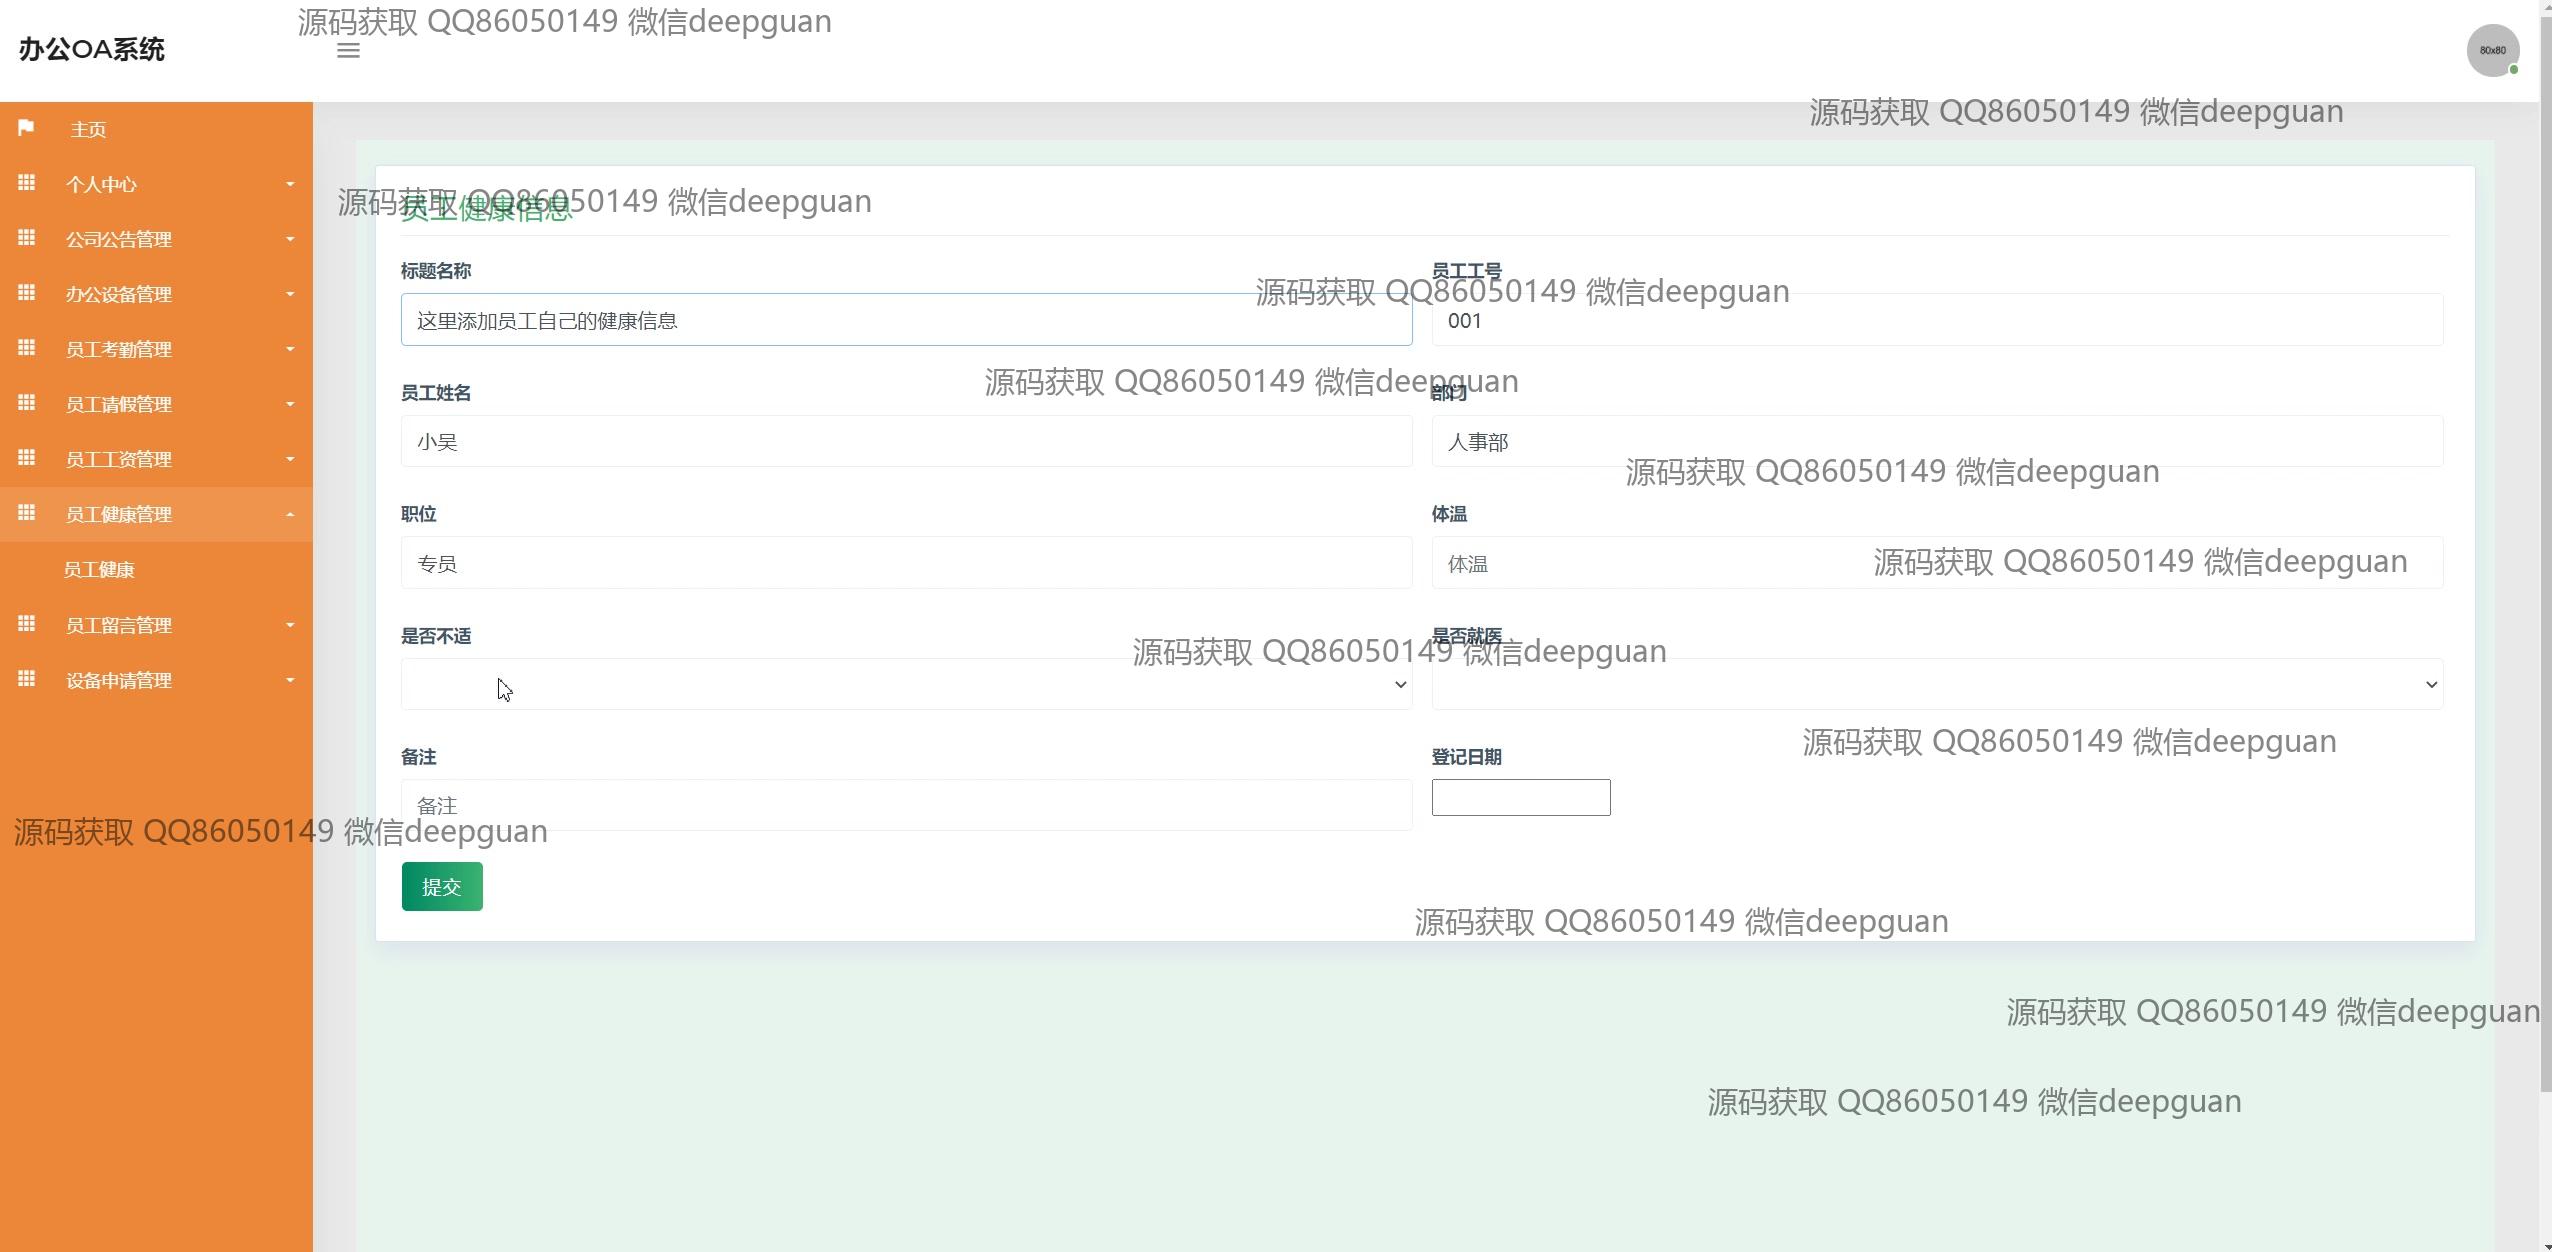 源码获取 QQ86050149 微信deepguan
办公OA系统
80x80
源码获取 QQ86050149 微信deepguan
主页
个人中心
公司公告管理
办公设备管理
员工考勤管理
员工请假管理
员工工资管理
员工健康管理
员工健康
员工留言管理
设备申请管理
源码获取 QQ86050149 微信deepguan
员工健康信息
标题名称
员工工号
源码获取 QQ86050149 微信deepguan
这里添加员工自己的健康信息
001
源码获取 QQ86050149 微信deepguan
员工姓名
部门
小吴
人事部
源码获取 QQ86050149 微信deepguan
职位
体温
专员
体温
源码获取 QQ86050149 微信deepguan
是否不适
是否就医
源码获取 QQ86050149 微信deepguan
源码获取 QQ86050149 微信deepguan
备注
登记日期
备注
源码获取 QQ86050149 微信deepguan
提交
源码获取 QQ86050149 微信deepguan
源码获取 QQ86050149 微信deepguan
源码获取 QQ86050149 微信deepguan